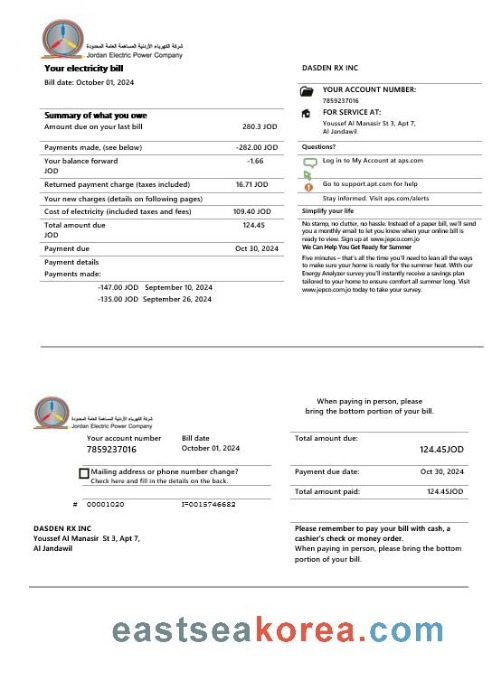 شركة الكهرباء الأردنية المساهمة العامة المحدودة
Jordan Electric Power Company
Your electricity bill
Bill date: October 01, 2024
DASDEN RX INC
YOUR ACCOUNT NUMBER:
7859237016
FOR SERVICE AT:
Youssef Al Manasir St 3, Apt 7,
Al Jandawil
Summary of what you owe
Amount due on your last bill 280.3 JOD
Payments made, (see below) -282.00 JOD
Your balance forward -1.66
JOD
Returned payment charge (taxes included) 16.71 JOD
Your new charges (details on following pages)
Cost of electricity (included taxes and fees) 109.40 JOD
Total amount due 124.45
JOD
Payment due Oct 30, 2024
Payment details
Payments made:
-147.00 JOD September 10, 2024
-135.00 JOD September 26, 2024
Questions?
Log in to My Account at aps.com
Go to support.apt.com for help
Stay informed. Visit aps.com/alerts
Simplify your life
No stamp, no clutter, no hassle. Instead of a paper bill, we'll send
you a monthly email to let you know when your online bill is
ready to view. Sign up at www.jepco.com.jo
We Can Help You Get Ready for Summer
Five minutes – that's all the time you'll need to lean all the ways
to make sure your home is ready for the summer heat. With our
Energy Analyzer survey you'll instantly receive a savings plan
tailored to your home to ensure comfort all summer long. Visit
www.jepco.com.jo today to take your survey.
شركة الكهرباء الأردنية المساهمة العامة المحدودة
Jordan Electric Power Company
When paying in person, please
bring the bottom portion of your bill.
Your account number Bill date
7859237016 October 01, 2024
Mailing address or phone number change?
Check here and fill in the details on the back.
# 00001020 I=0015746682
Total amount due:
124.45JOD
Payment due date: Oct 30, 2024
Total amount paid: 124.45JOD
DASDEN RX INC
Youssef Al Manasir St 3, Apt 7,
Al Jandawil
Please remember to pay your bill with cash, a
cashier's check or money order.
When paying in person, please bring the bottom
portion of your bill.
eastseakorea.com